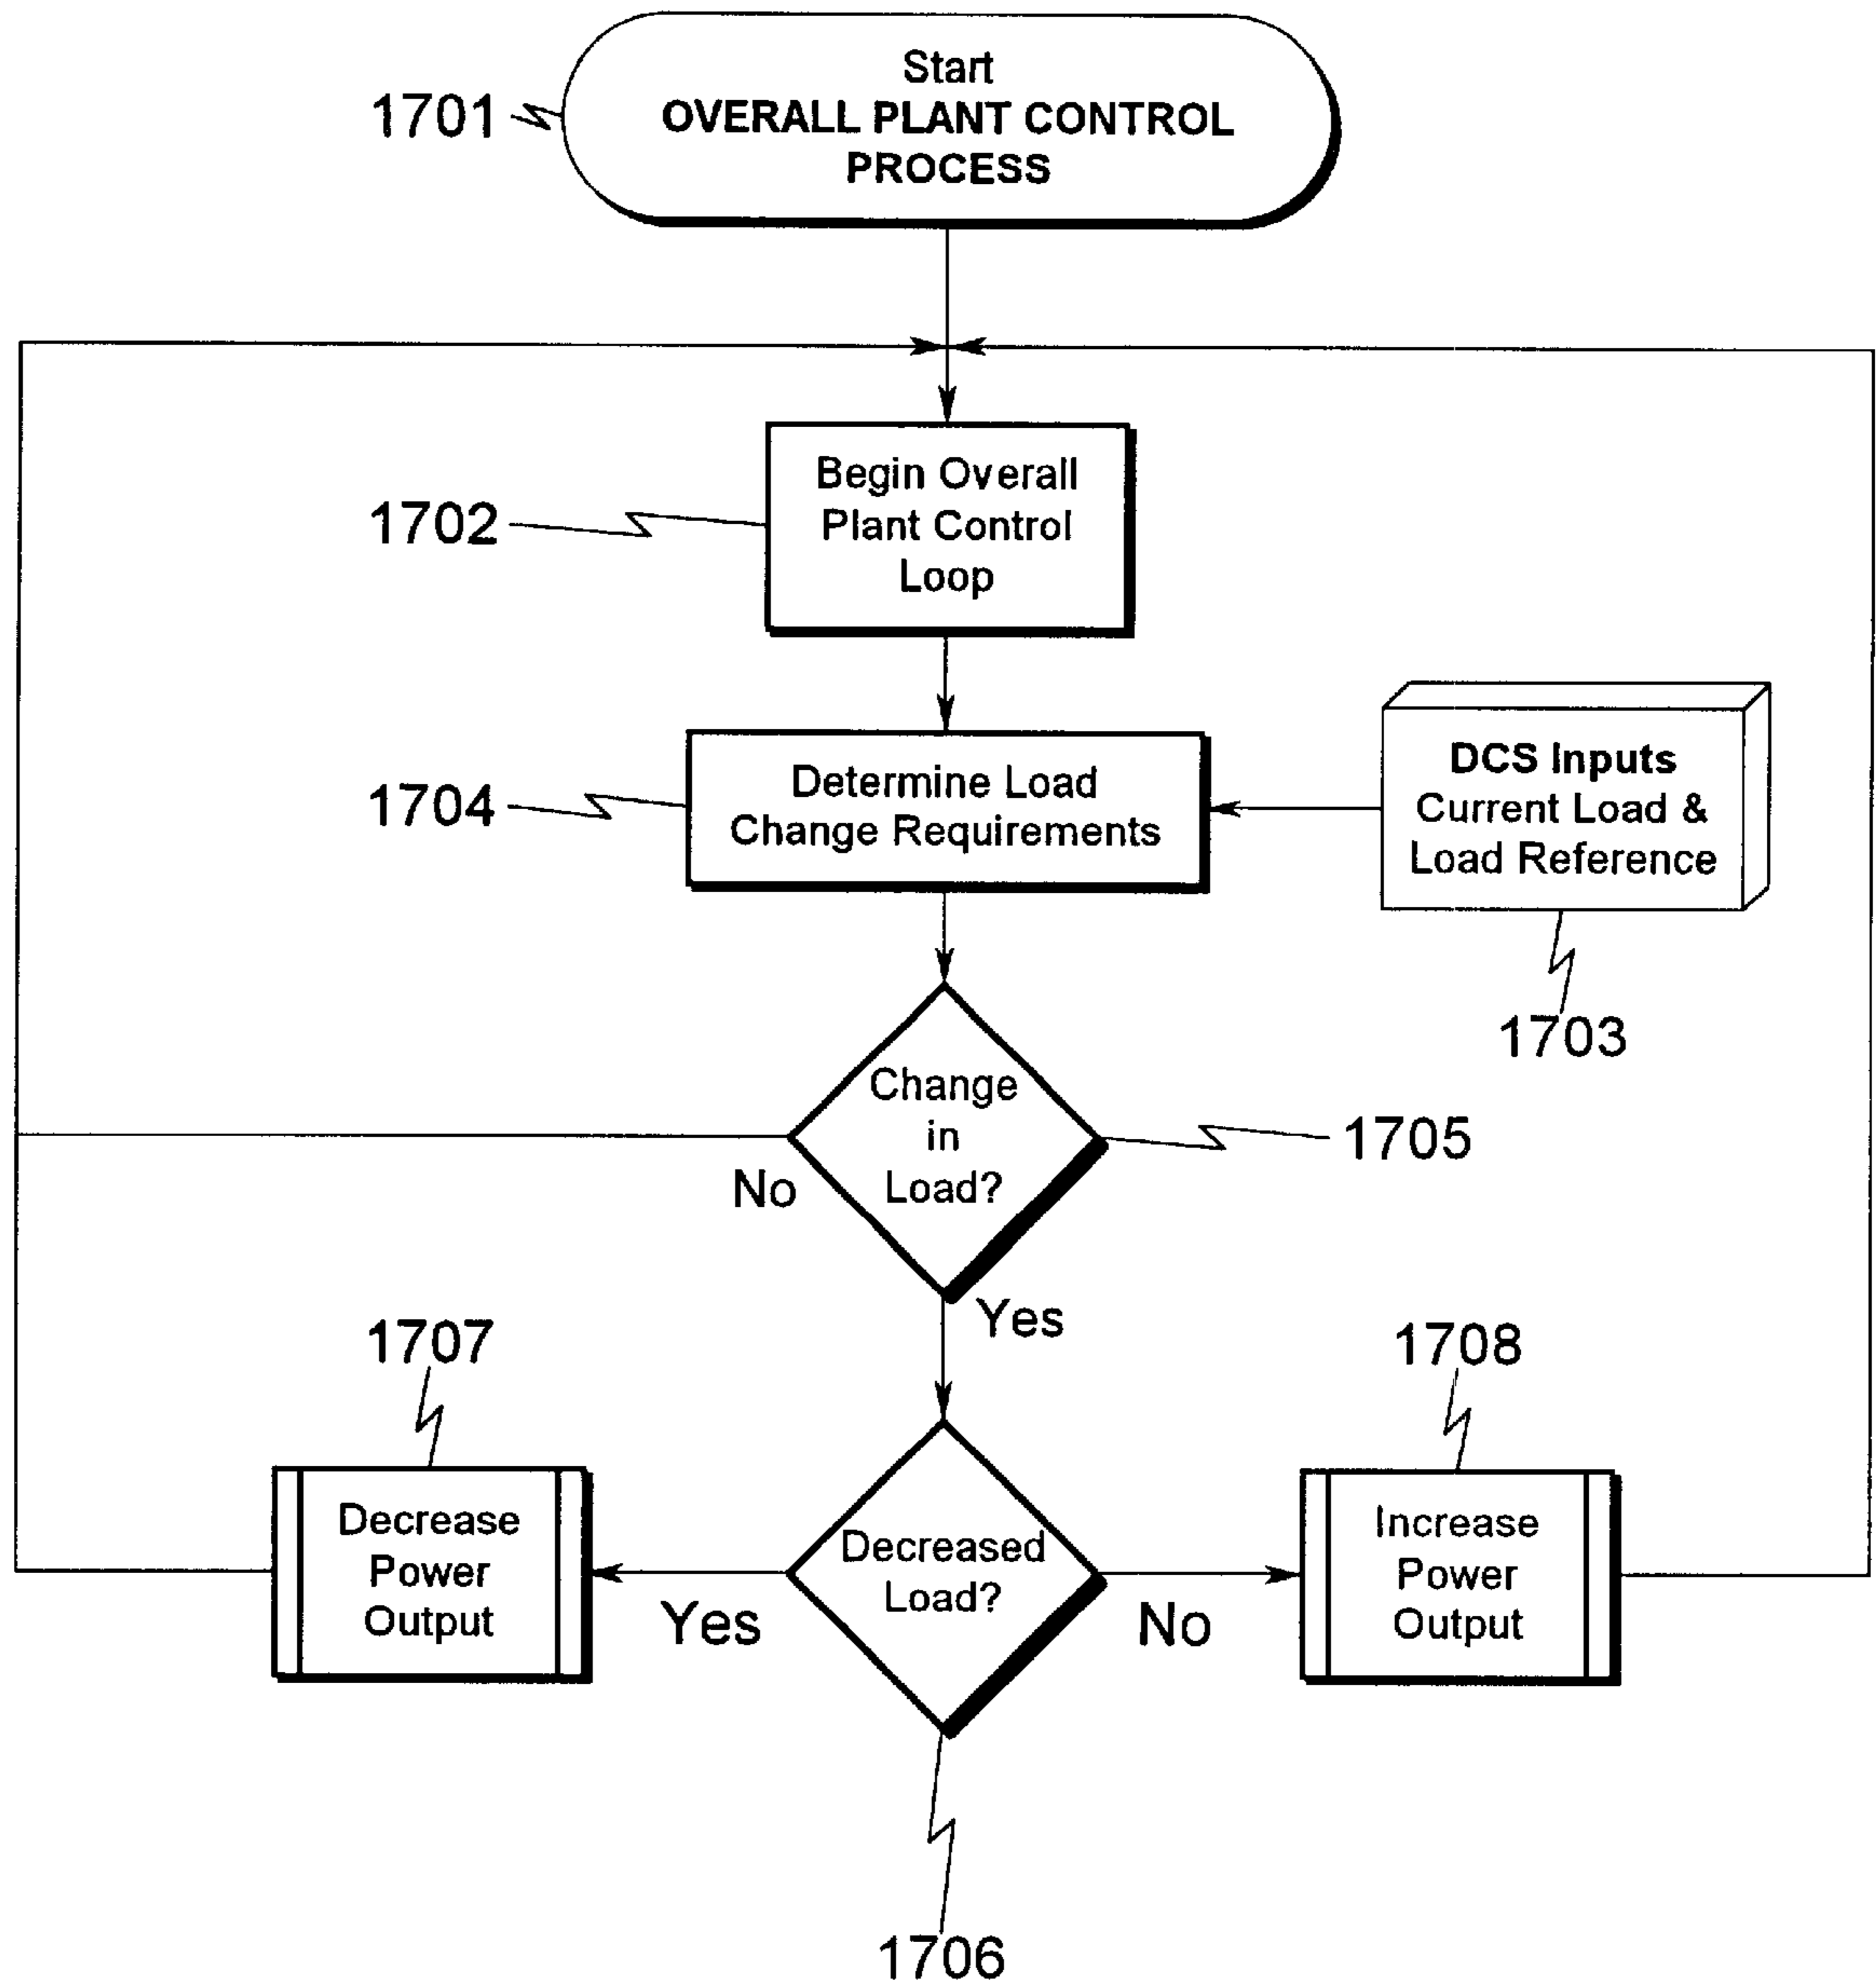 Start
OVERALL PLANT CONTROL
PROCESS
1701
Begin Overall
Plant Control
Loop
1702
Determine Load
Change Requirements
1704
DCS Inputs
Current Load &
Load Reference
1703
Change
in
Load?
1705
No
Yes
1707
1708
Decrease
Power
Output
Decreased
Load?
Increase
Power
Output
Yes
No
1706